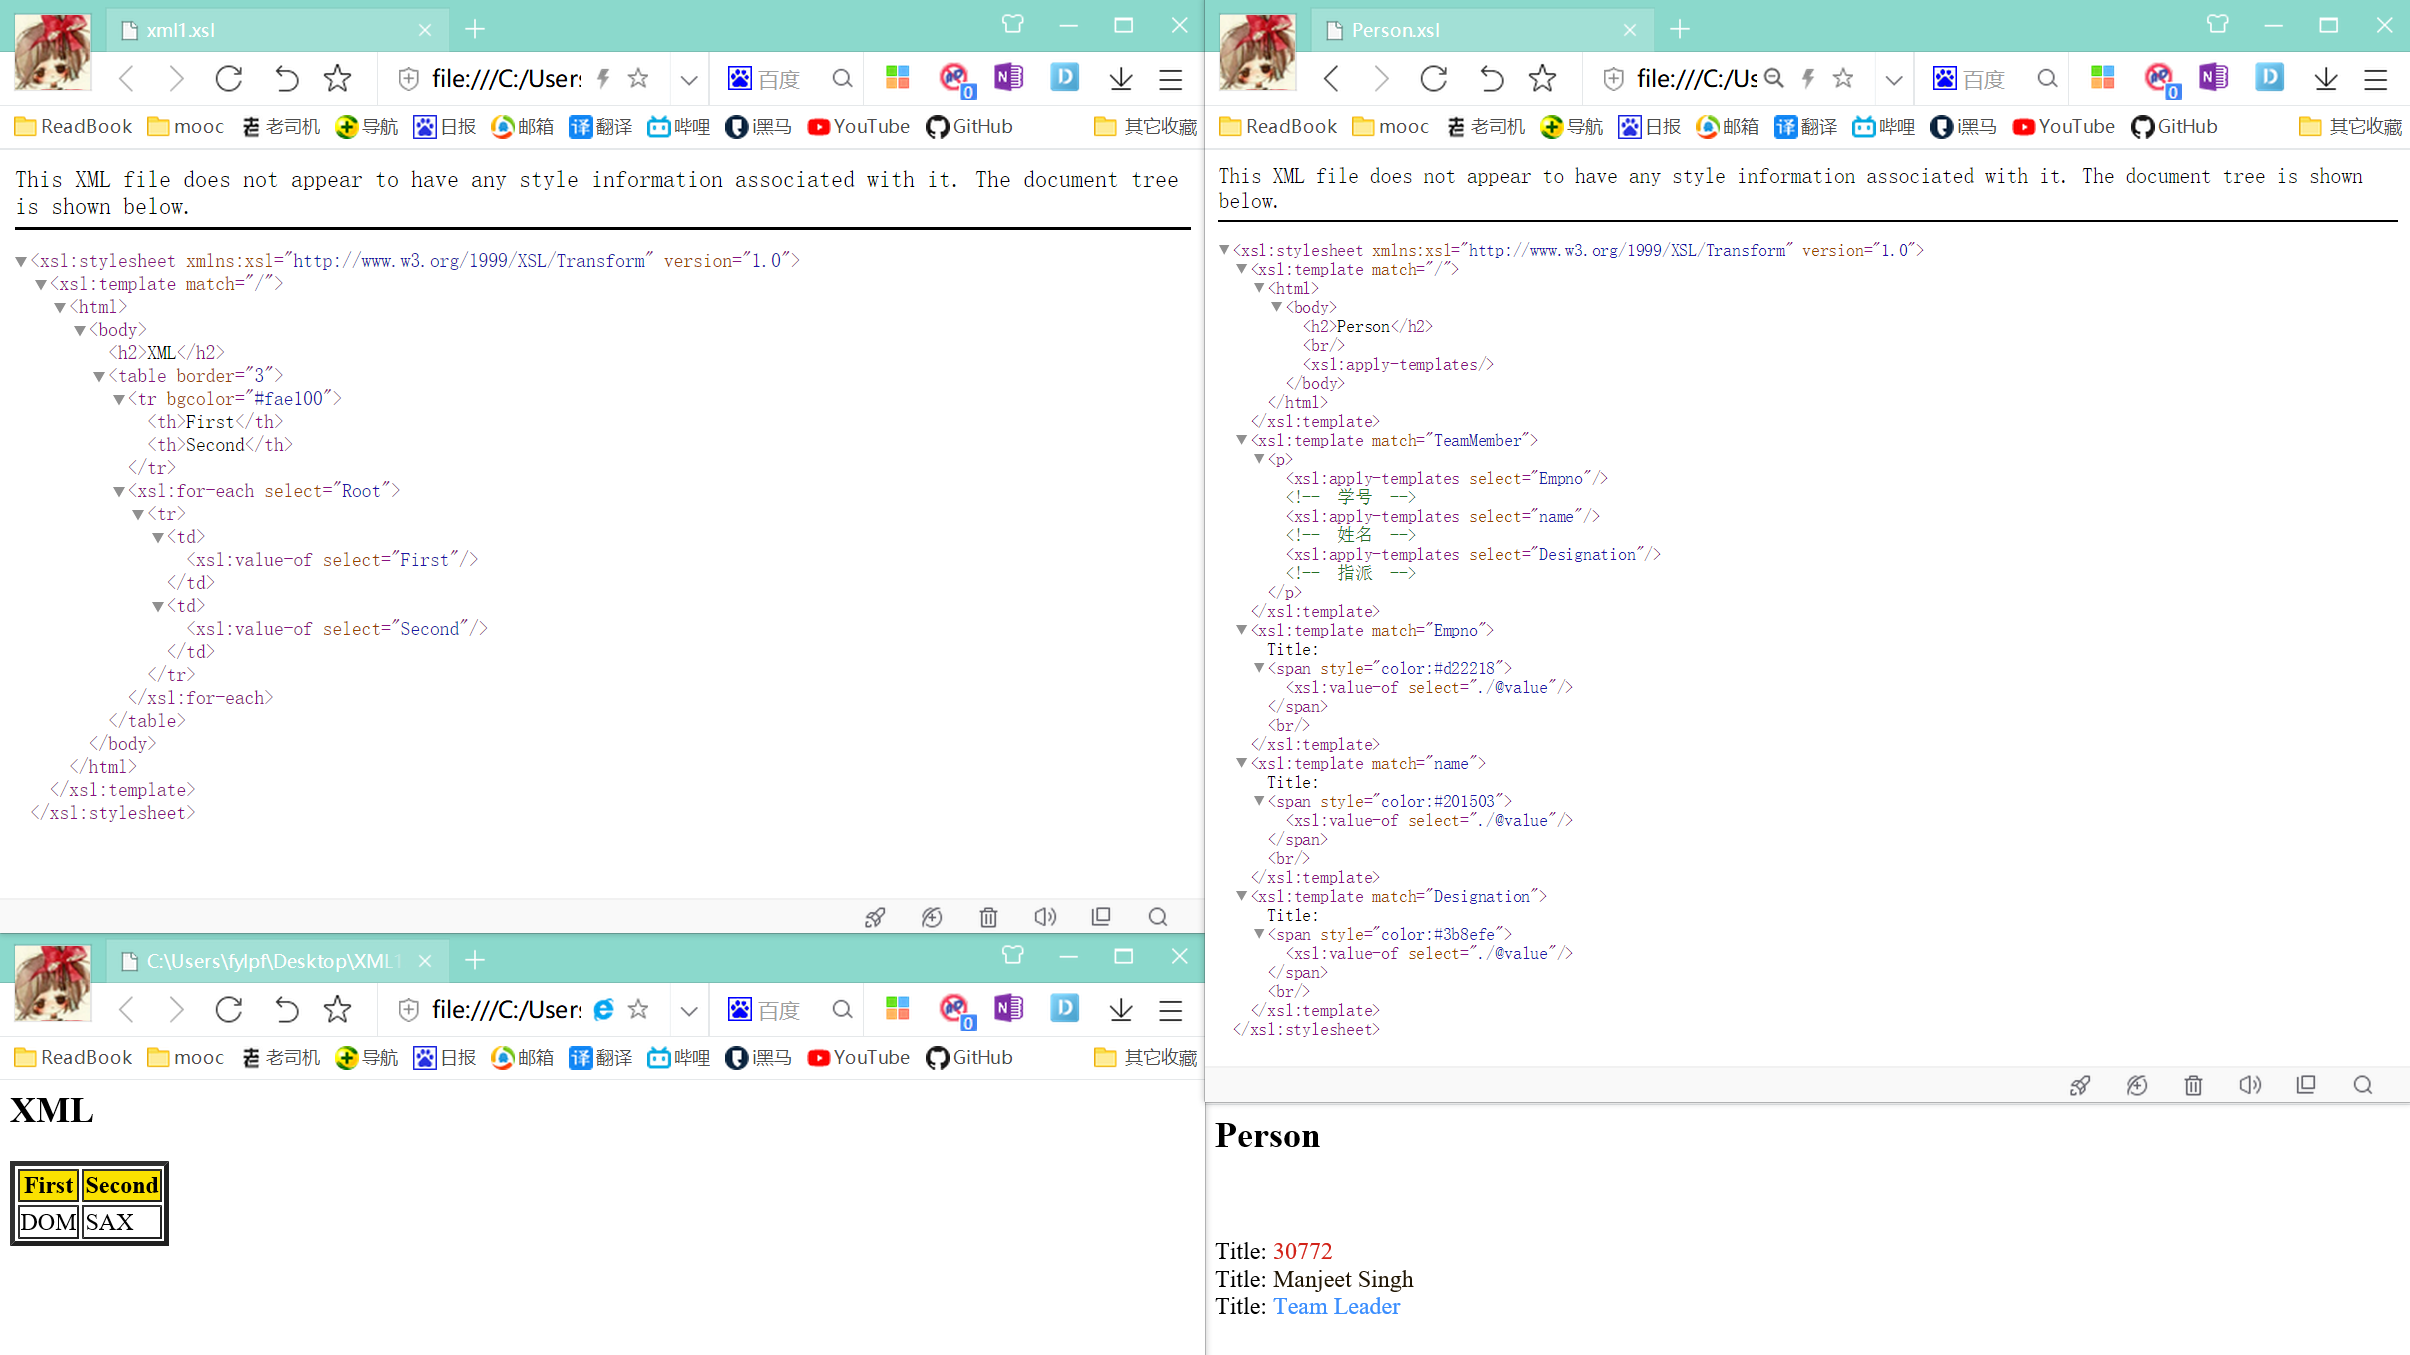 xml1.xsl
file:///C:/Users
百度
0
ReadBook mooc 老司机 导航 日报 邮箱 翻译 哔哩 i黑马 YouTube GitHub 其它收藏
This XML file does not appear to have any style information associated with it. The document tree
is shown below.
<xsl:stylesheet xmlns:xsl="http://www.w3.org/1999/XSL/Transform" version="1.0">
<xsl:template match="/">
<html>
<body>
<h2>XML</h2>
<table border="3">
<tr bgcolor="#fae100">
<th>First</th>
<th>Second</th>
</tr>
<xsl:for-each select="Root">
<tr>
<td>
<xsl:value-of select="First"/>
</td>
<td>
<xsl:value-of select="Second"/>
</td>
</tr>
</xsl:for-each>
</table>
</body>
</html>
</xsl:template>
</xsl:stylesheet>
C:\Users\fylpf\Desktop\XML1
file:///C:/Users
百度
0
ReadBook mooc 老司机 导航 日报 邮箱 翻译 哔哩 i黑马 YouTube GitHub 其它收藏
XML
First Second
DOM SAX
Person.xsl
file:///C:/Us
百度
0
ReadBook mooc 老司机 导航 日报 邮箱 翻译 哔哩 i黑马 YouTube GitHub 其它收藏
This XML file does not appear to have any style information associated with it. The document tree is shown
below.
<xsl:stylesheet xmlns:xsl="http://www.w3.org/1999/XSL/Transform" version="1.0">
<xsl:template match="/">
<html>
<body>
<h2>Person</h2>
<br/>
<xsl:apply-templates/>
</body>
</html>
</xsl:template>
<xsl:template match="TeamMember">
<p>
<xsl:apply-templates select="Empno"/>
<!-- 学号 -->
<xsl:apply-templates select="name"/>
<!-- 姓名 -->
<xsl:apply-templates select="Designation"/>
<!-- 指派 -->
</p>
</xsl:template>
<xsl:template match="Empno">
Title:
<span style="color:#d22218">
<xsl:value-of select="./@value"/>
</span>
<br/>
</xsl:template>
<xsl:template match="name">
Title:
<span style="color:#201503">
<xsl:value-of select="./@value"/>
</span>
<br/>
</xsl:template>
<xsl:template match="Designation">
Title:
<span style="color:#3b8efe">
<xsl:value-of select="./@value"/>
</span>
<br/>
</xsl:template>
</xsl:stylesheet>
Person
Title: 30772
Title: Manjeet Singh
Title: Team Leader